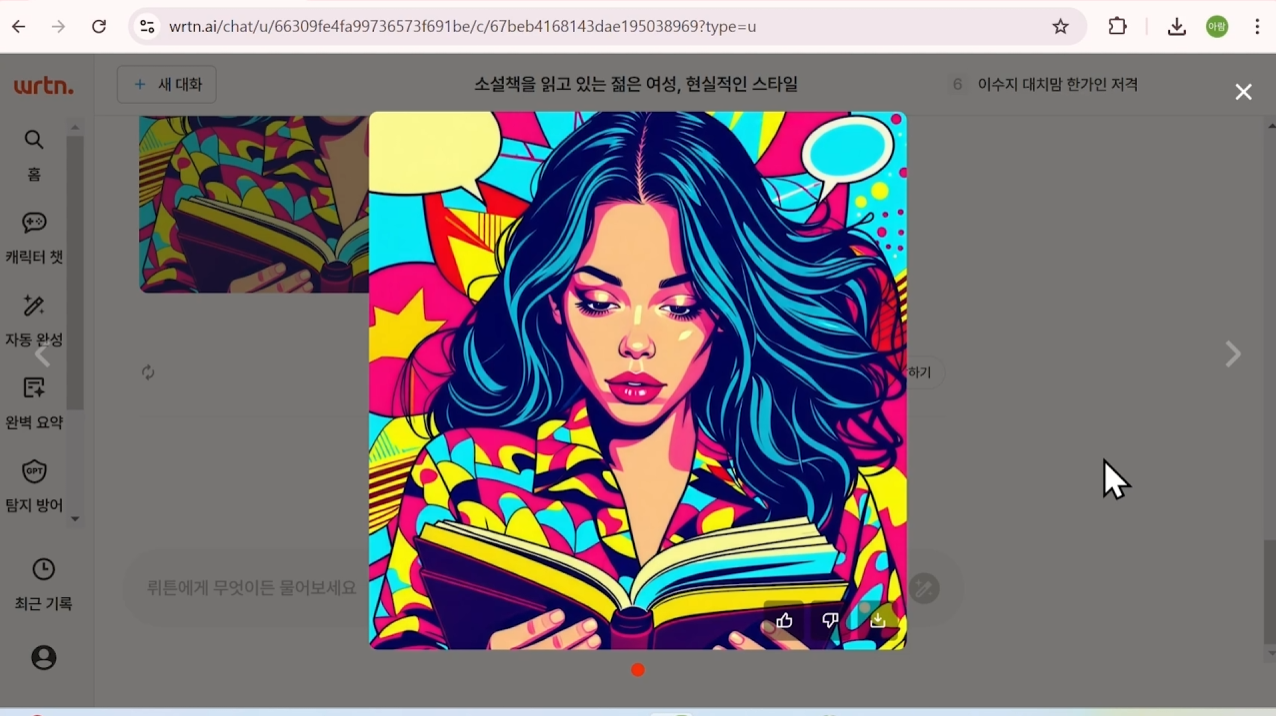 wrtn.ai/chat/u/66309fe4fa99736573f691be/c/67beb4168143dae195038969?type=u
아람
wrtn.
+ 새 대화
소설책을 읽고 있는 젊은 여성, 현실적인 스타일
6 이수지 대치맘 한가인 저격
홈
캐릭터 챗
자동 완성
하기
완벽 요약
GPT
탐지 방어
뤼튼에게 무엇이든 물어보세요
최근 기록